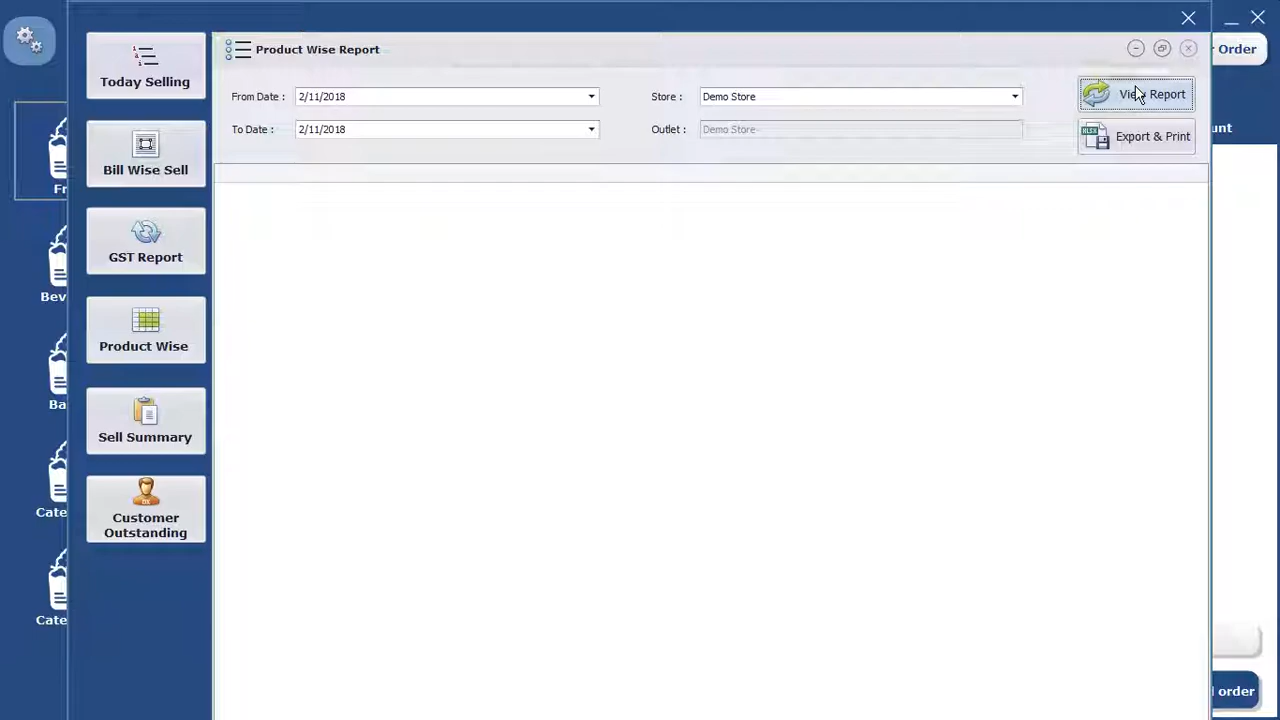 r Order
Today Selling
Product Wise Report
From Date :
2/11/2018
Store :
Demo Store
View Report
To Date :
2/11/2018
Outlet :
Demo Store
XLSX
Export & Print
unt
Bill Wise Sell
Fr
GST Report
Bev
Product Wise
Ba
Sell Summary
Cate
Customer
Outstanding
Cate
order